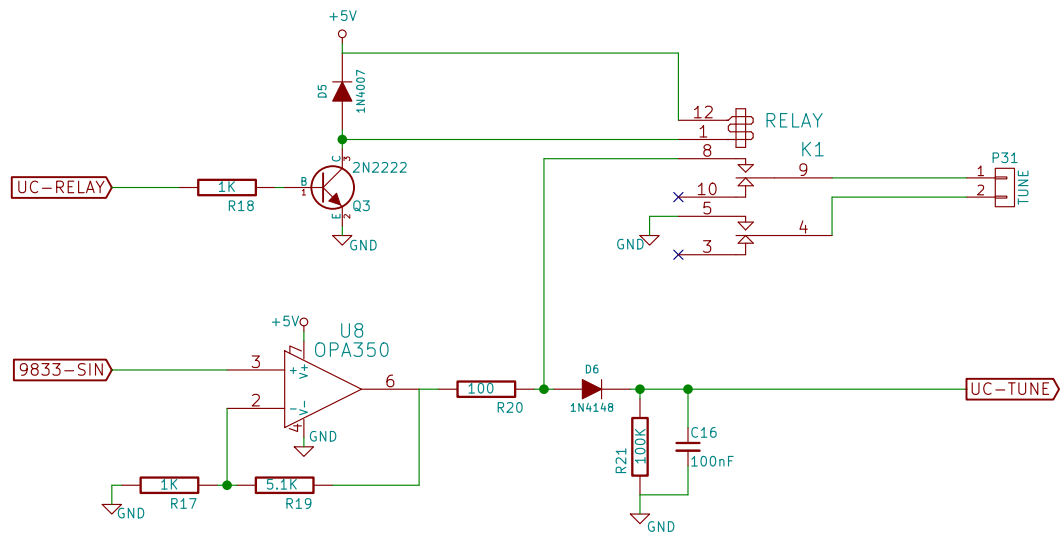 +5V
D5
1N4007
12
RELAY
1
K1
8
C
3
2N2222
P31
9
1
UC-RELAY
1K
B
1
TUNE
10
2
R18
Q3
5
E
2
4
GND
GND
3
+5V
U8
OPA350
7
9833-SIN
3
+
V+
D6
6
100
UC-TUNE
R20
1N4148
2
-
V-
4
GND
C16
R21
100K
100nF
1K
5.1K
R17
R19
GND
GND